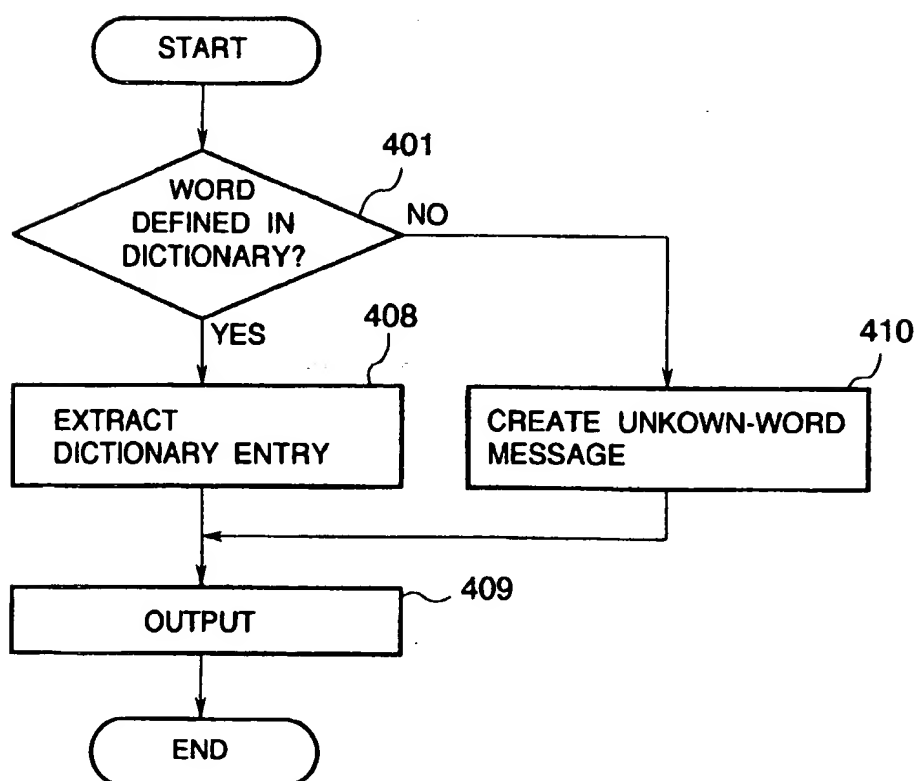 START
401
WORD
DEFINED IN
DICTIONARY?
NO
YES
408
EXTRACT
DICTIONARY ENTRY
410
CREATE UNKOWN-WORD
MESSAGE
409
OUTPUT
END